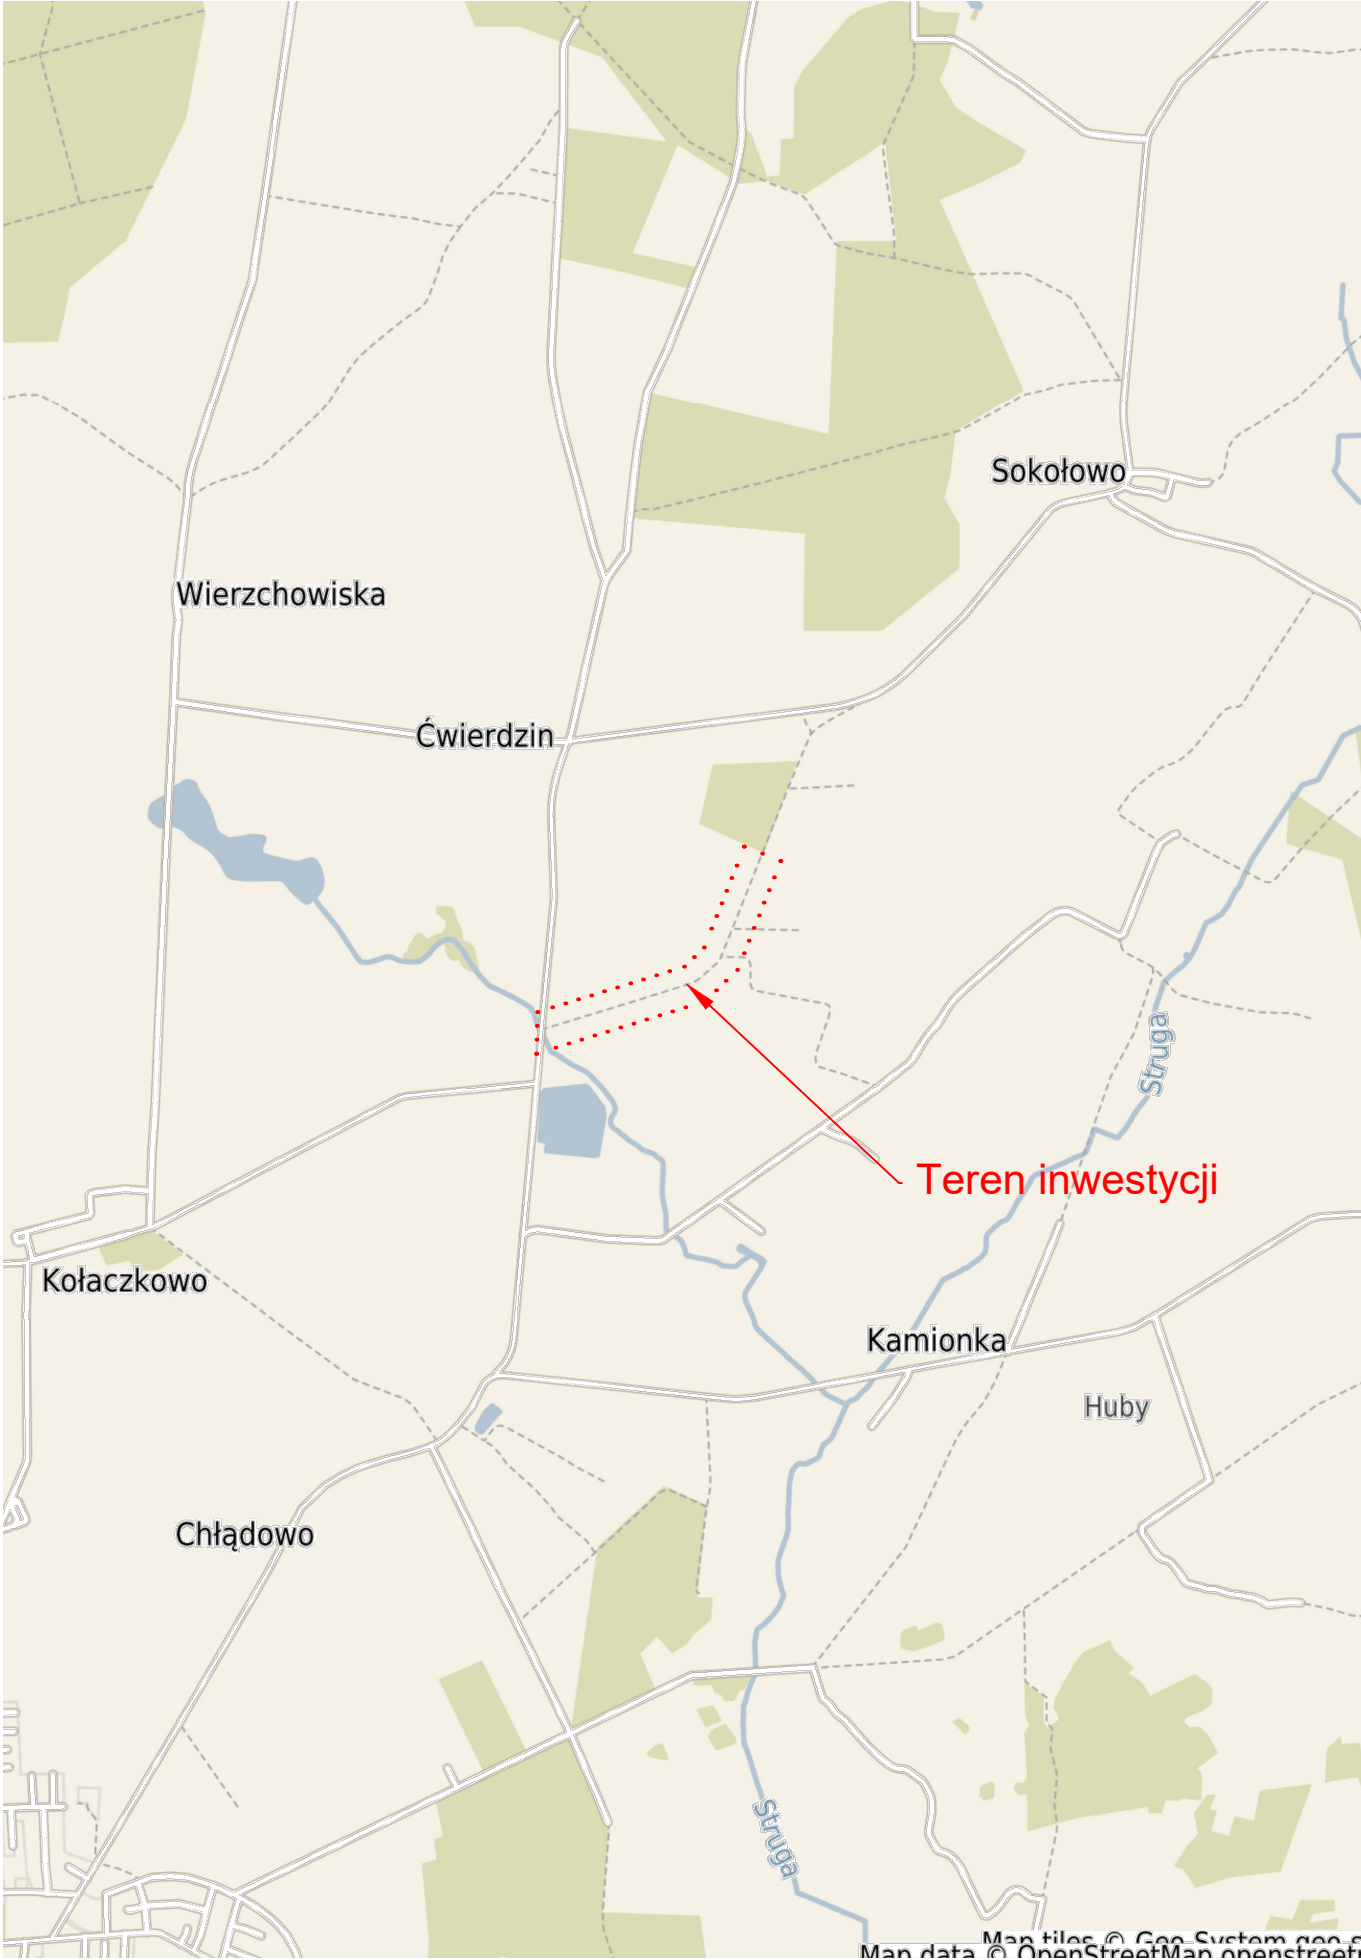 Sokołowo
Wierzchowiska
Ćwierdzin
Struga
Teren inwestycji
Kołaczkowo
Kamionka
Huby
Chłądowo
Struga
Map tiles © Geo-System
Map data © OpenStreetMap